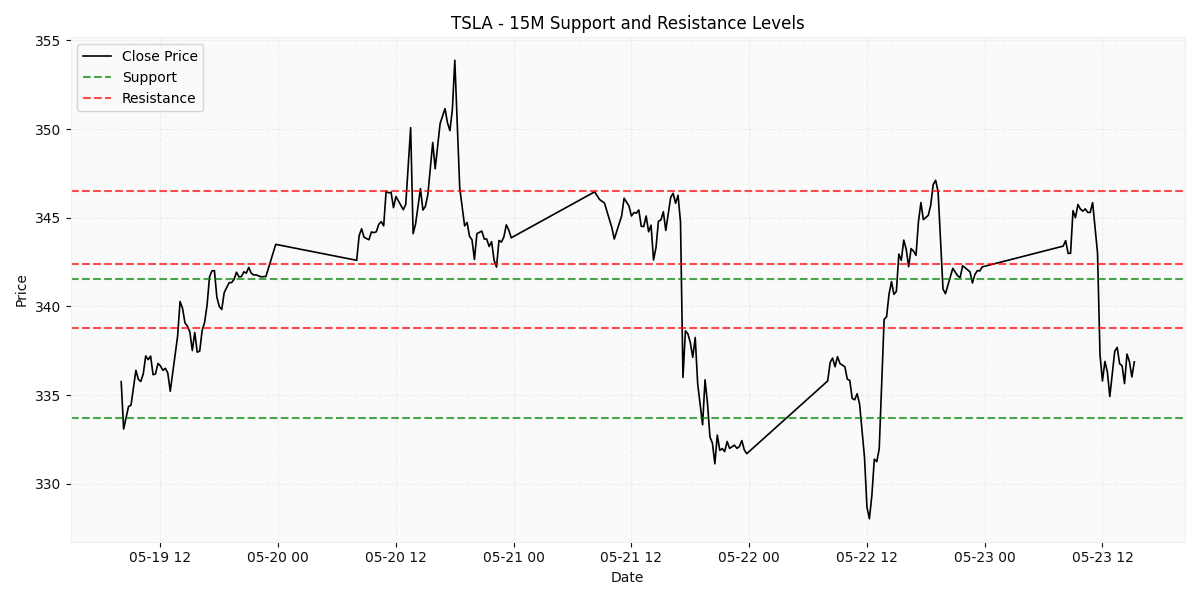 TSLA - 15M Support and Resistance Levels
Close Price
Support
Resistance
Price
355
350
345
340
335
330
05-19 12
05-20 00
05-20 12
05-21 00
05-21 12
05-22 00
05-22 12
05-23 00
05-23 12
Date